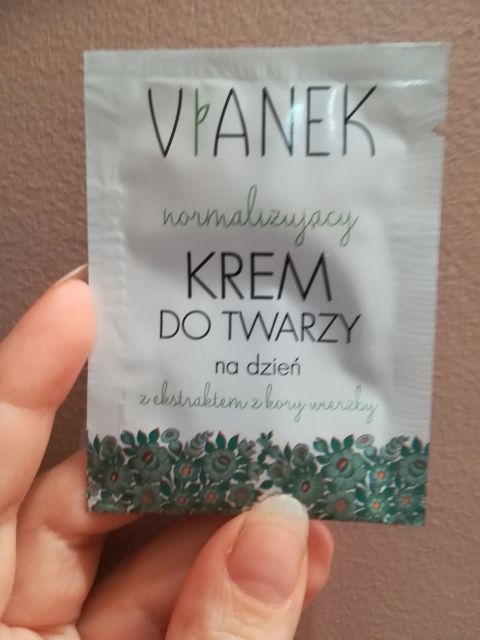 VIANEK
normalizujący
KREM
DO TWARZY
na dzień
z ekstraktem z kory wierzby